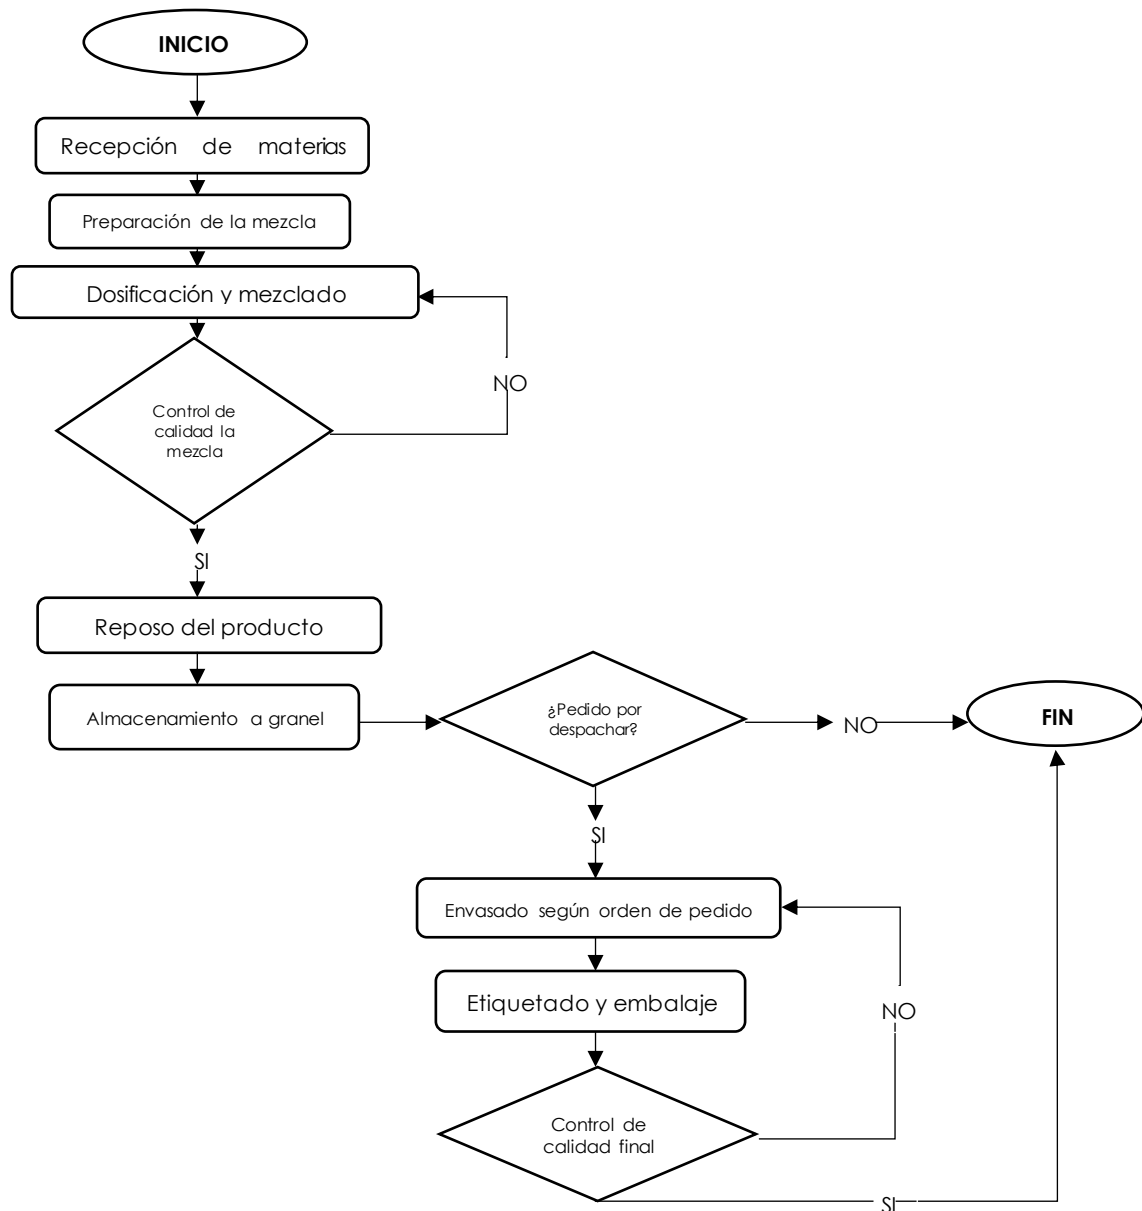 INICIO
Recepción de materias
Preparación de la mezcla
Dosificación y mezclado
NO
Control de
calidad la
mezcla
SI
Reposo del producto
Almacenamiento a granel
¿Pedido por
despachar?
NO
FIN
SI
Envasado según orden de pedido
Etiquetado y embalaje
NO
Control de
calidad final
SI